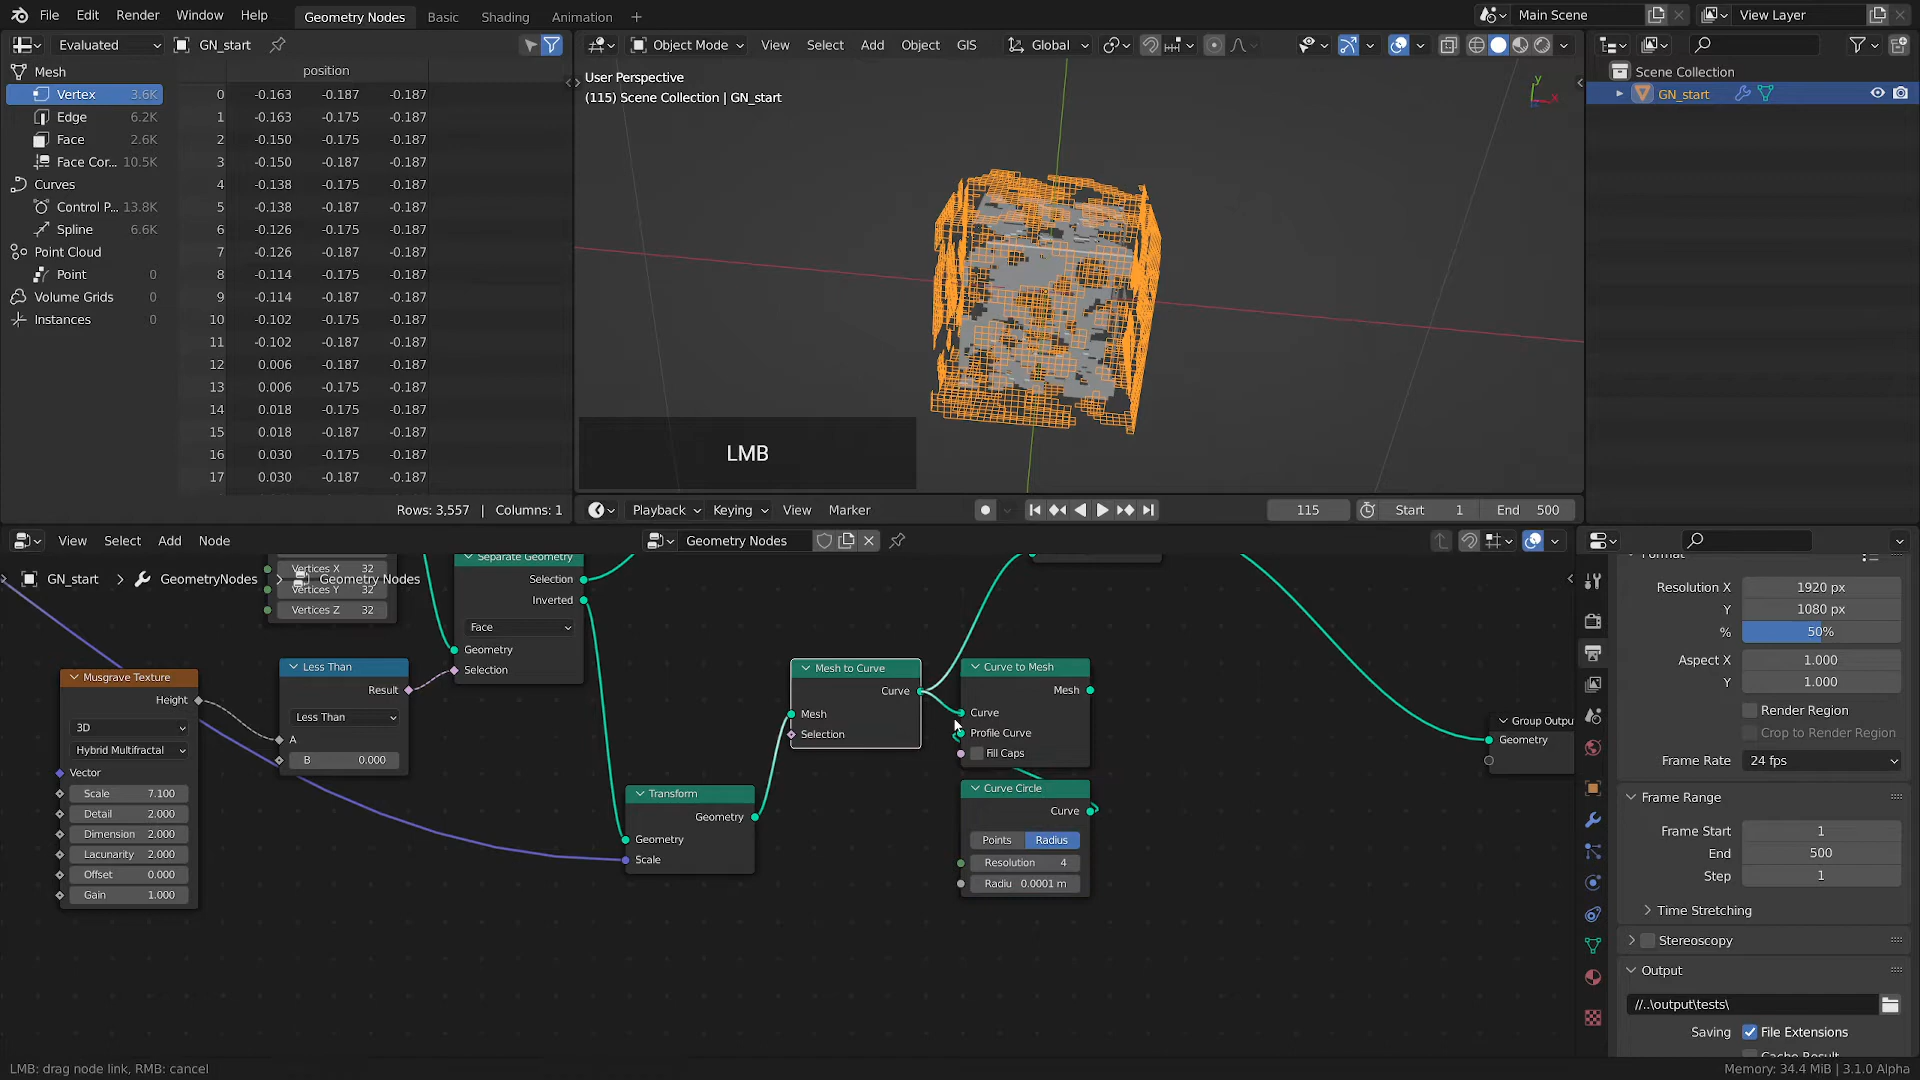 File Edit Render Window Help Geometry Nodes Basic Shading Animation + Main Scene View Layer
Evaluated GN_start Object Mode View Select Add Object GIS Global
Mesh position
Vertex 3.6K
Edge 6.2K
Face 2.6K
Face Cor... 10.5K
Curves
Control P... 13.8K
Spline 6.6K
Point Cloud
Point 0
Volume Grids 0
Instances 0
0 -0.163 -0.187 -0.187
1 -0.163 -0.175 -0.187
2 -0.150 -0.175 -0.187
3 -0.150 -0.187 -0.187
4 -0.138 -0.175 -0.187
5 -0.138 -0.187 -0.187
6 -0.126 -0.175 -0.187
7 -0.126 -0.187 -0.187
8 -0.114 -0.175 -0.187
9 -0.114 -0.187 -0.187
10 -0.102 -0.175 -0.187
11 -0.102 -0.187 -0.187
12 0.006 -0.187 -0.187
13 0.006 -0.175 -0.187
14 0.018 -0.175 -0.187
15 0.018 -0.187 -0.187
16 0.030 -0.175 -0.187
17 0.030 -0.187 -0.187
Rows: 3,557 | Columns: 1
User Perspective
(115) Scene Collection | GN_start
Y
X
LMB
Scene Collection
GN_start
Playback Keying View Marker 115 Start 1 End 500
View Select Add Node Geometry Nodes
GN_start > GeometryNodes > Geometry Nodes
Vertices X 32
Vertices Y 32
Vertices Z 32
Separate Geometry
Selection
Inverted
Face
Geometry
Selection
Musgrave Texture
Height
3D
Hybrid Multifractal
Vector
Scale 7.100
Detail 2.000
Dimension 2.000
Lacunarity 2.000
Offset 0.000
Gain 1.000
Less Than
Result
Less Than
A
B 0.000
Transform
Geometry
Geometry
Scale
Mesh to Curve
Curve
Mesh
Selection
Curve to Mesh
Mesh
Curve
Profile Curve
Fill Caps
Curve Circle
Curve
Points Radius
Resolution 4
Radiu 0.0001 m
Group Output
Geometry
Format
Resolution X 1920 px
Y 1080 px
% 50%
Aspect X 1.000
Y 1.000
Render Region
Crop to Render Region
Frame Rate 24 fps
Frame Range
Frame Start 1
End 500
Step 1
Time Stretching
Stereoscopy
Output
//..\output\tests\
Saving File Extensions
Cache Result
LMB: drag node link, RMB: cancel Memory: 34.4 MiB | 3.1.0 Alpha